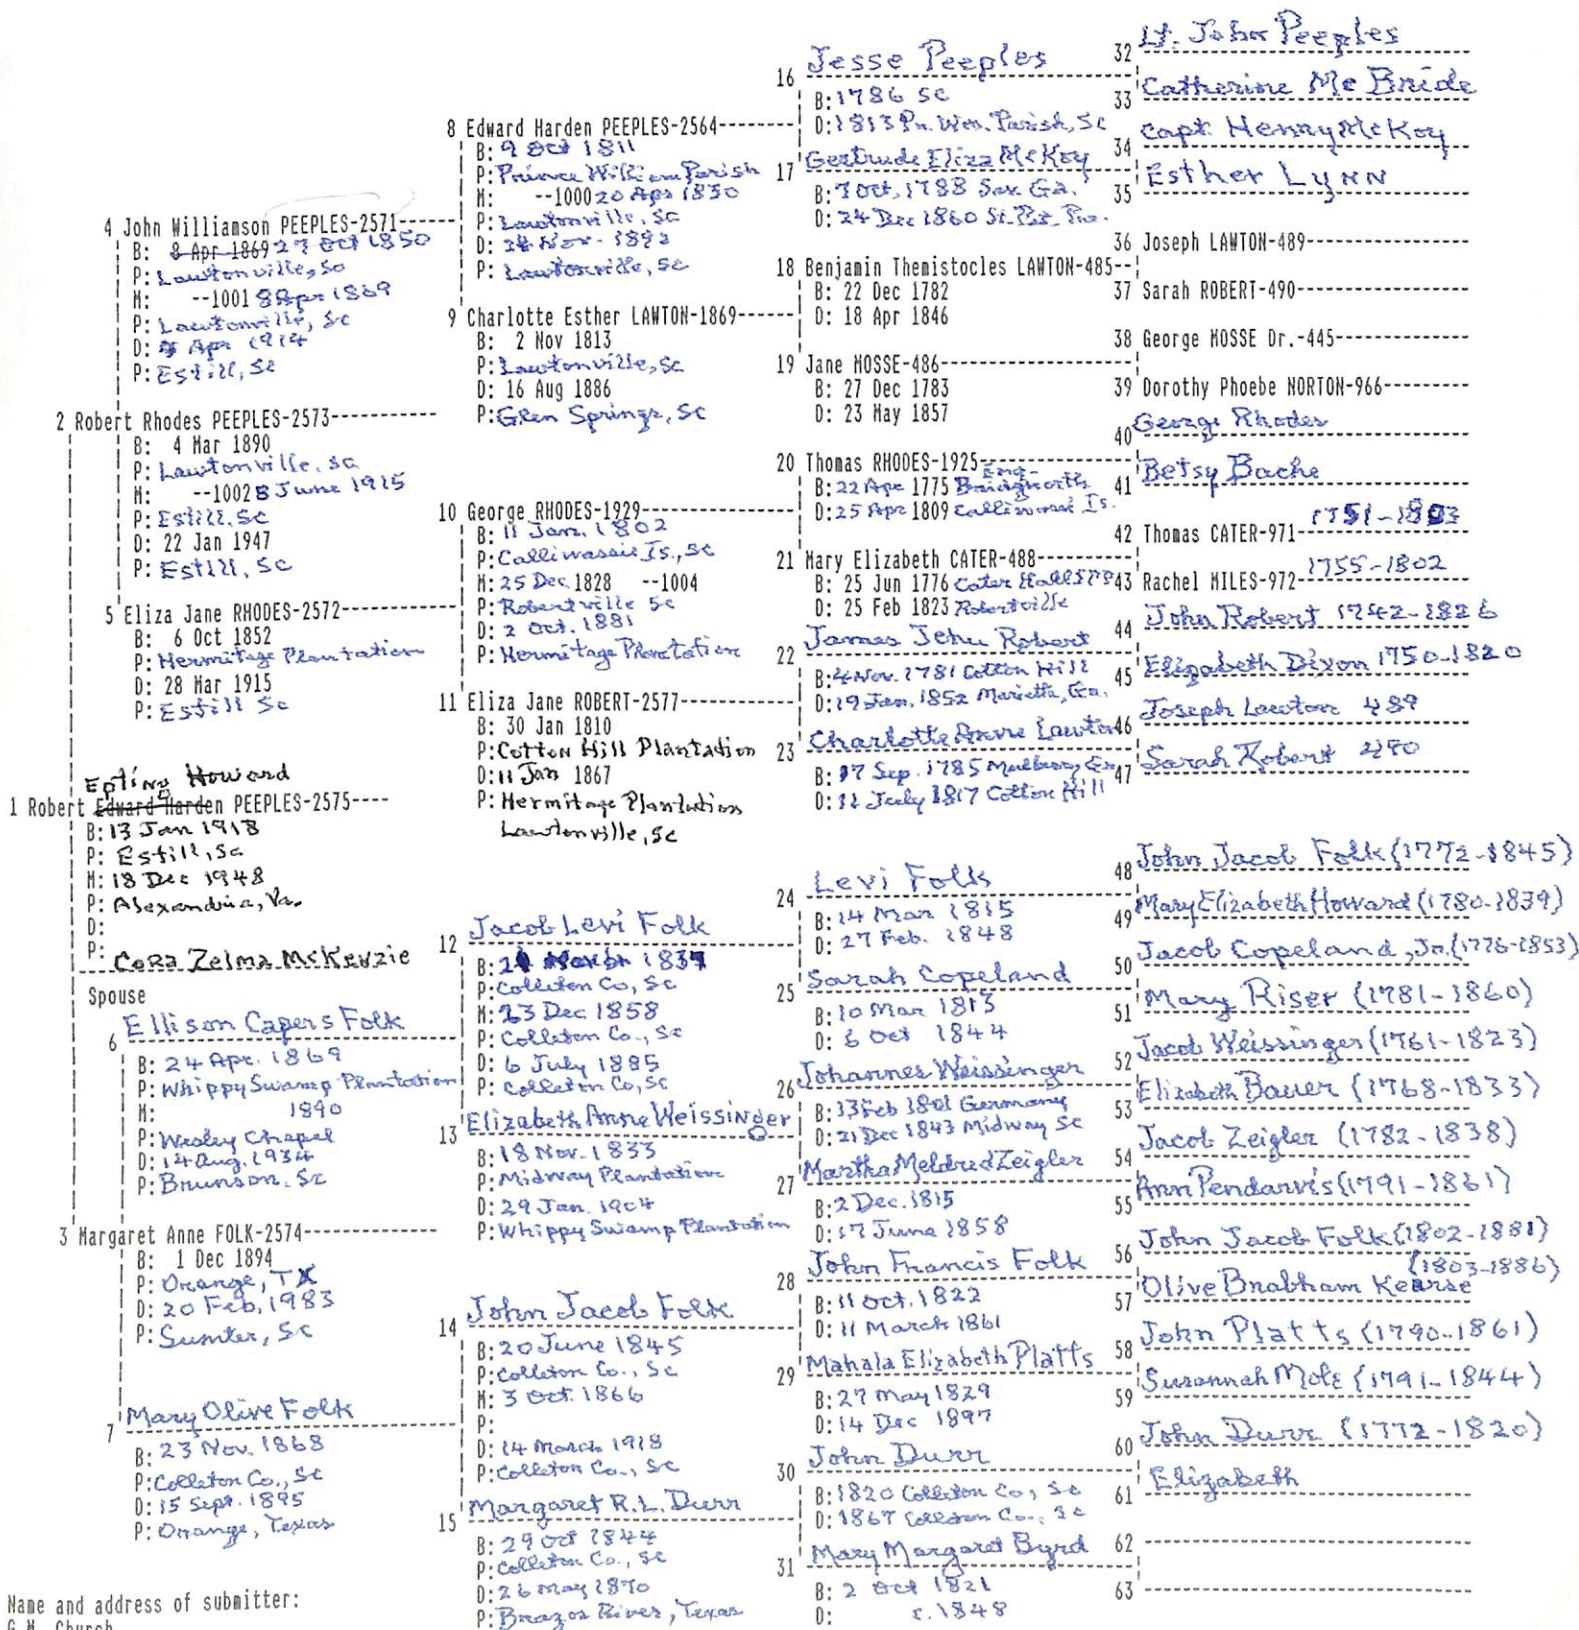 1 Robert Edward Harden PEEPLES-2575----
Epting Howard
B: 13 Jan 1918
P: Estill, Sc
M: 18 Dec 1948
P: Alexandria, Va.
D:
P:
Cora Zelma McKenzie
Spouse
2 Robert Rhodes PEEPLES-2573-----------
B: 4 Mar 1890
P: Lawtonville, sc
M: --1002 8 June 1915
P: Estill, Sc
D: 22 Jan 1947
P: Estill, Sc
3 Margaret Anne FOLK-2574--------------
B: 1 Dec 1894
P: Orange, TX
D: 20 Feb, 1983
P: Sumter, Sc
4 John Williamson PEEPLES-2571------
B: 8 Apr 1869 27 Oct 1850
P: Lawtonville, Sc
M: --1001 8 Apr 1869
P: Lawtonville, Sc
D: Apr 1914
P: Estill, Sc
5 Eliza Jane RHODES-2572------------
B: 6 Oct 1852
P: Hermitage Plantation
D: 28 Mar 1915
P: Estill Sc
6 Ellison Capers Folk
B: 24 Apr. 1869
P: Whippy Swamp Plantation
M: 1890
P: Wesley Chapel
D: 14 Aug. 1934
P: Brunson, Sc
7 Mary Olive Folk
B: 23 Nov. 1868
P: Colleton Co., Sc
D: 15 Sept. 1895
P: Orange, Texas
8 Edward Harden PEEPLES-2564--------
B: 9 Oct 1811
P: Prince William Parish
M: --1000 20 Apr 1830
P: Lawtonville, Sc
D: Nov. 1892
P: Lawtonville, Sc
9 Charlotte Esther LAWTON-1869------
B: 2 Nov 1813
P: Lawtonville, Sc
D: 16 Aug 1886
P: Glen Springs, Sc
10 George RHODES-1929----------------
B: 11 Jan. 1802
P: Calliwassie Is., Sc
M: 25 Dec. 1828 --1004
P: Robertville Sc
D: 2 Oct. 1881
P: Hermitage Plantation
11 Eliza Jane ROBERT-2577------------
B: 30 Jan 1810
P: Cotton Hill Plantation
D: 11 Jan 1867
P: Hermitage Plantation
Lawtonville, Sc
12 Jacob Levi Folk
B: 1837
P: Colleton Co, Sc
M: 23 Dec 1858
P: Colleton Co., Sc
D: 6 July 1885
P: Colleton Co, Sc
13 Elizabeth Anne Weissinger
B: 18 Nov. 1833
P: Midway Plantation
D: 29 Jan. 1904
P: Whippy Swamp Plantation
14 John Jacob Folk
B: 20 June 1845
P: Colleton Co., Sc
M: 3 Oct. 1866
P:
D: 14 March 1918
P: Colleton Co., Sc
15 Margaret R.L. Durr
B: 29 Oct 1844
P: Colleton Co., Sc
D: 26 May 1870
P: Brazos River, Texas
16 Jesse Peeples
B: 1786 SC
D: 1813 Pr. Wm. Parish, Sc
17 Gertrude Eliza McKoy
B: 7 Oct, 1788 Sav. Ga.
D: 24 Dec 1860
18 Benjamin Themistocles LAWTON-485--
B: 22 Dec 1782
D: 18 Apr 1846
19 Jane MOSSE-486--------------------
B: 27 Dec 1783
D: 23 May 1857
20 Thomas RHODES-1925
B: 22 Apr 1775 Bridgnorth Eng-
D: 25 Apr 1809 Calliwassie Is.
21 Mary Elizabeth CATER-488-------
B: 25 Jun 1776 Cater Hall
D: 25 Feb 1823 Robertville
22 James Jehu Robert
B: 4 Nov. 1781 Cotton Hill
D: 19 Jan, 1852 Marietta, Ga.
23 Charlotte Anne Lawton
B: 17 Sep. 1785
D: 11 July 1817 Cotton Hill
24 Levi Folk
B: 14 Mar 1815
D: 27 Feb. 1848
25 Sarah Copeland
B: 10 Mar 1813
D: 6 Oct 1844
26 Johannes Weissinger
B: 13 Feb 1801 Germany
D: 21 Dec 1843 Midway Sc
27 Martha Meldred Zeigler
B: 2 Dec. 1815
D: 17 June 1858
28 John Francis Folk
B: 11 Oct. 1822
D: 11 March 1861
29 Mahala Elizabeth Platts
B: 27 May 1829
D: 14 Dec 1897
30 John Durr
B: 1820 Colleton Co, Sc
D: 1867 Colleton Co., Sc
31 Mary Margaret Byrd
B: 2 Oct 1821
D: c. 1848
32 Lt. John Peeples
33 Catherine Mc Bride
34 Capt. Henry McKoy
35 Esther Lynn
36 Joseph LAWTON-489-----------------
37 Sarah ROBERT-490------------------
38 George MOSSE Dr.-445--------------
39 Dorothy Phoebe NORTON-966---------
40 George Rhodes
41 Betsy Bache
42 Thomas CATER-971------------------ 1751-1803
43 Rachel MILES-972------------------ 1755-1802
44 John Robert 1742-1826
45 Elizabeth Dixon 1750-1820
46 Joseph Lawton 489
47 Sarah Robert 490
48 John Jacob Folk (1772-1845)
49 Mary Elizabeth Howard (1780-1839)
50 Jacob Copeland, Jr. (1776-1853)
51 Mary Riser (1781-1860)
52 Jacob Weissinger (1761-1823)
53 Elizabeth Bauer (1768-1833)
54 Jacob Zeigler (1782-1838)
55 Ann Pendarvis (1791-1861)
56 John Jacob Folk (1802-1881)
57 Olive Brabham Kearse (1803-1886)
58 John Platts (1790-1861)
59 Susannah Mole (1791-1844)
60 John Durr (1772-1820)
61 Elizabeth
62
63
Name and address of submitter:
G.M. Church